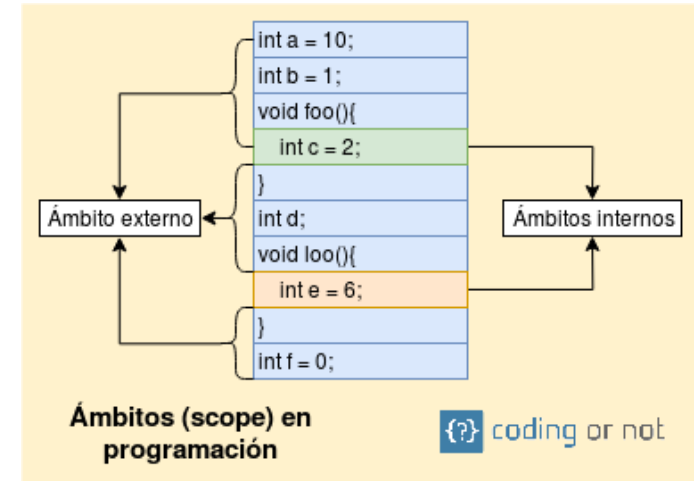 int a = 10;
int b = 1;
void foo(){
int c = 2;
}
int d;
void loo(){
int e = 6;
}
int f = 0;
Ámbito externo
Ámbitos internos
Ámbitos (scope) en
programación
{?} coding or not